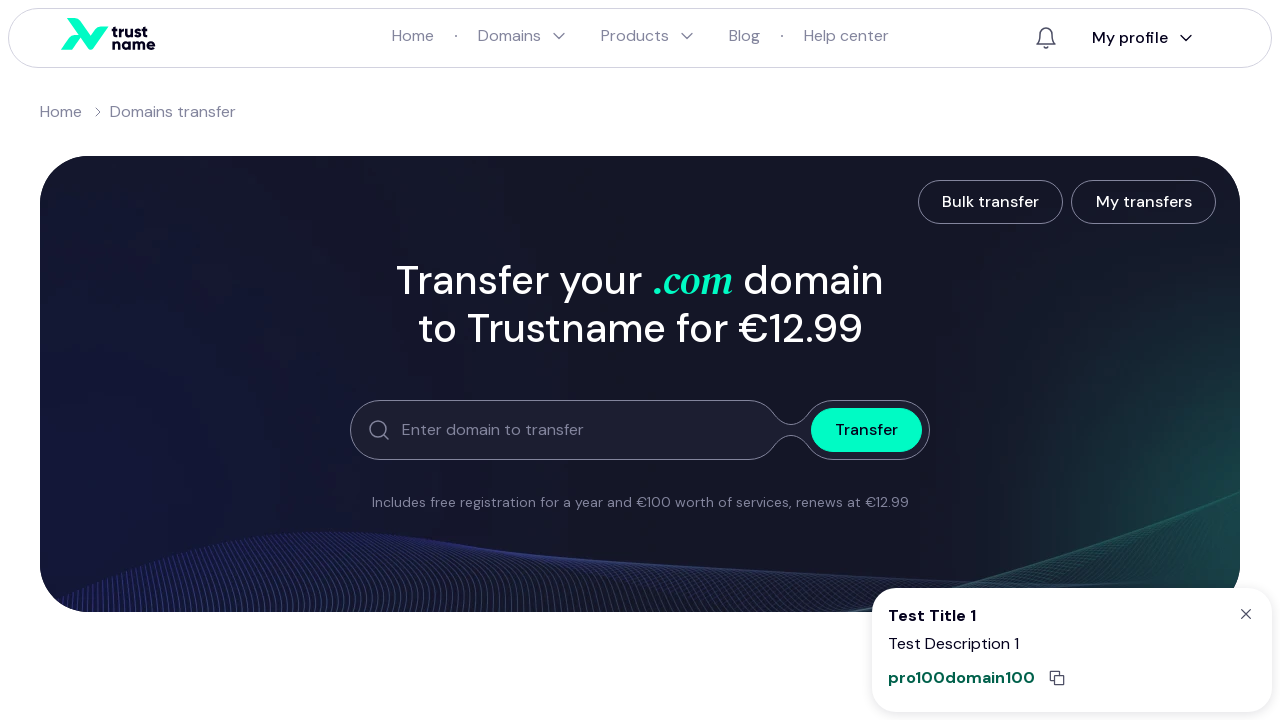 trust
name
Home · Domains Products Blog · Help center
My profile
Home > Domains transfer
Bulk transfer
My transfers
Transfer your .com domain
to Trustname for €12.99
Enter domain to transfer
Transfer
Includes free registration for a year and €100 worth of services, renews at €12.99
Test Title 1
Test Description 1
pro100domain100